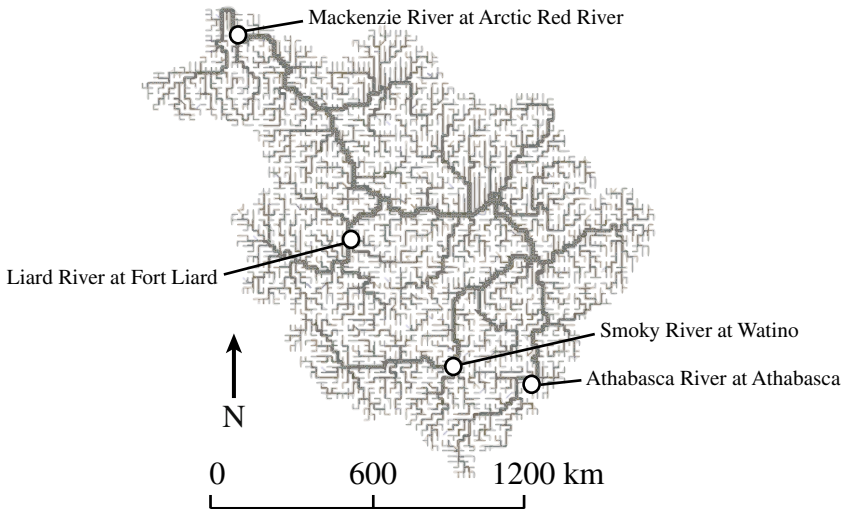 Mackenzie River at Arctic Red River
Liard River at Fort Liard
Smoky River at Watino
Athabasca River at Athabasca
N
0 600 1200 km